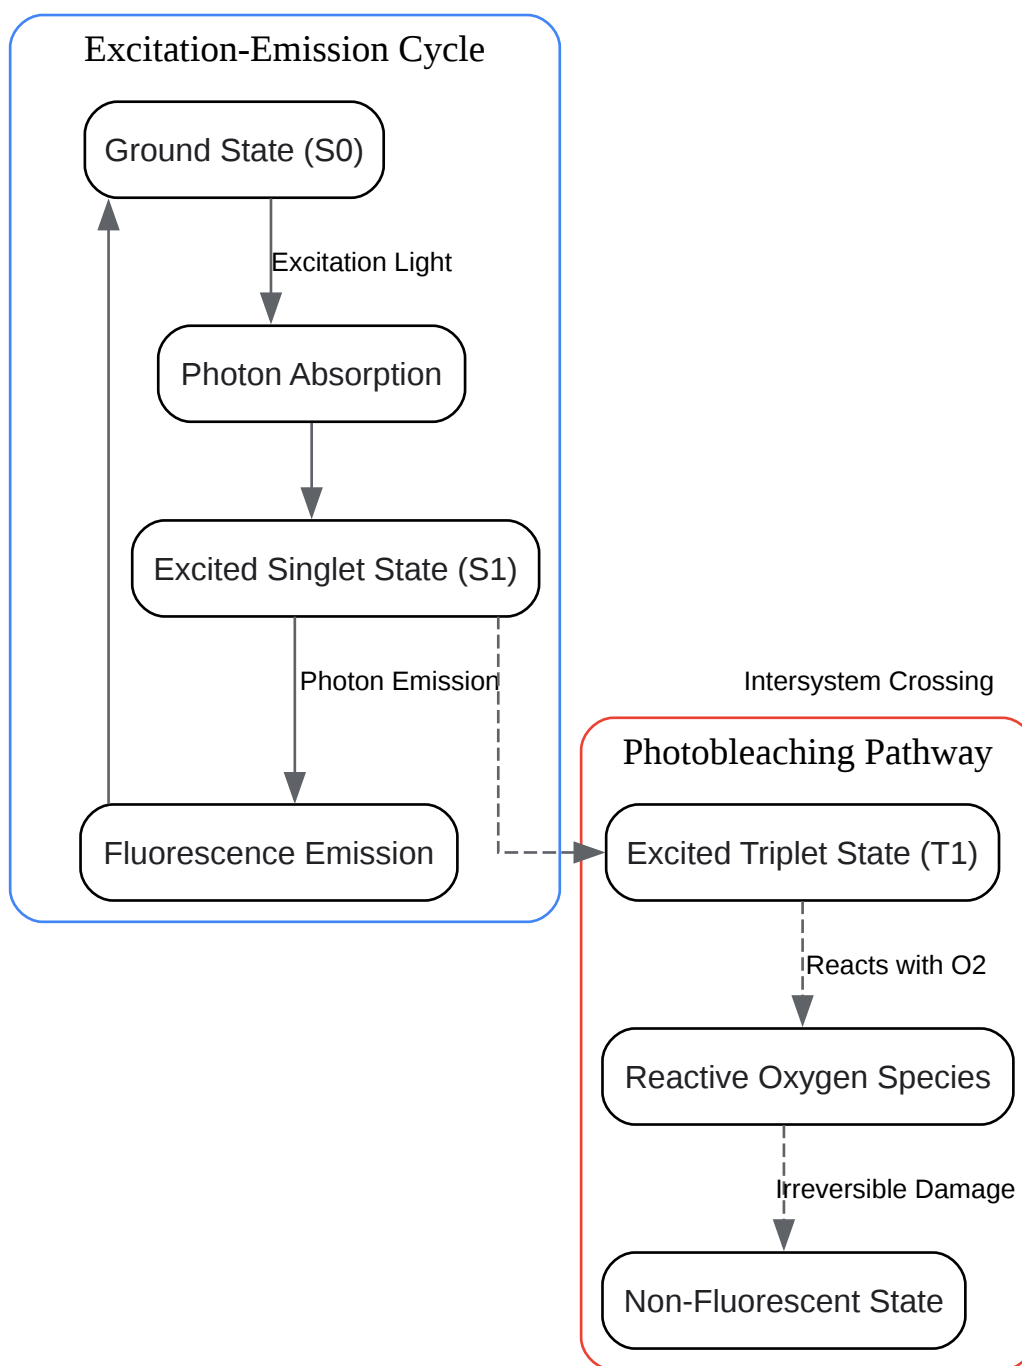 Excitation-Emission Cycle
Ground State (S0)
Excitation Light
Photon Absorption
Excited Singlet State (S1)
Photon Emission
Fluorescence Emission
Intersystem Crossing
Photobleaching Pathway
Excited Triplet State (T1)
Reacts with O2
Reactive Oxygen Species
Irreversible Damage
Non-Fluorescent State